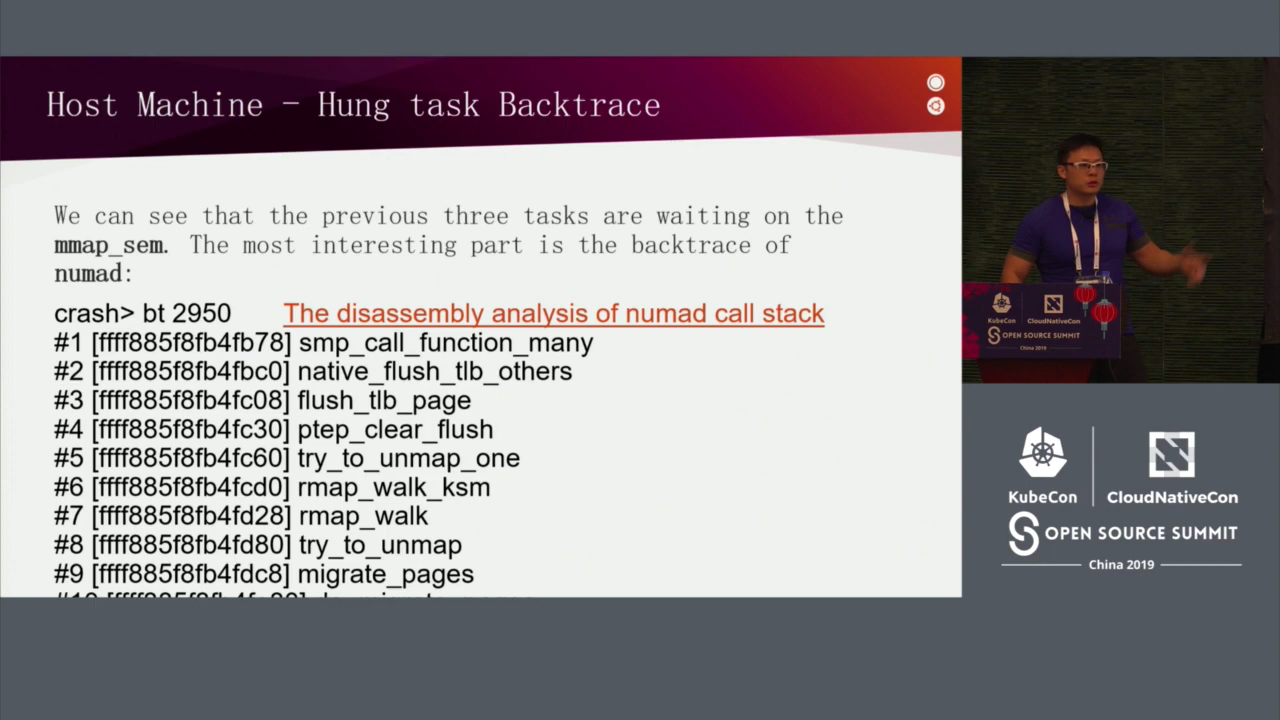 Host Machine - Hung task Backtrace
We can see that the previous three tasks are waiting on the
mmap_sem. The most interesting part is the backtrace of
numad:
crash> bt 2950 The disassembly analysis of numad call stack
#1 [ffff885f8fb4fb78] smp_call_function_many
#2 [ffff885f8fb4fbc0] native_flush_tlb_others
#3 [ffff885f8fb4fc08] flush_tlb_page
#4 [ffff885f8fb4fc30] ptep_clear_flush
#5 [ffff885f8fb4fc60] try_to_unmap_one
#6 [ffff885f8fb4fcd0] rmap_walk_ksm
#7 [ffff885f8fb4fd28] rmap_walk
#8 [ffff885f8fb4fd80] try_to_unmap
#9 [ffff885f8fb4fdc8] migrate_pages
KubeCon CloudNativeCon
OPEN SOURCE SUMMIT
China 2019
KubeCon CloudNativeCon
OPEN SOURCE SUMMIT
China 2019